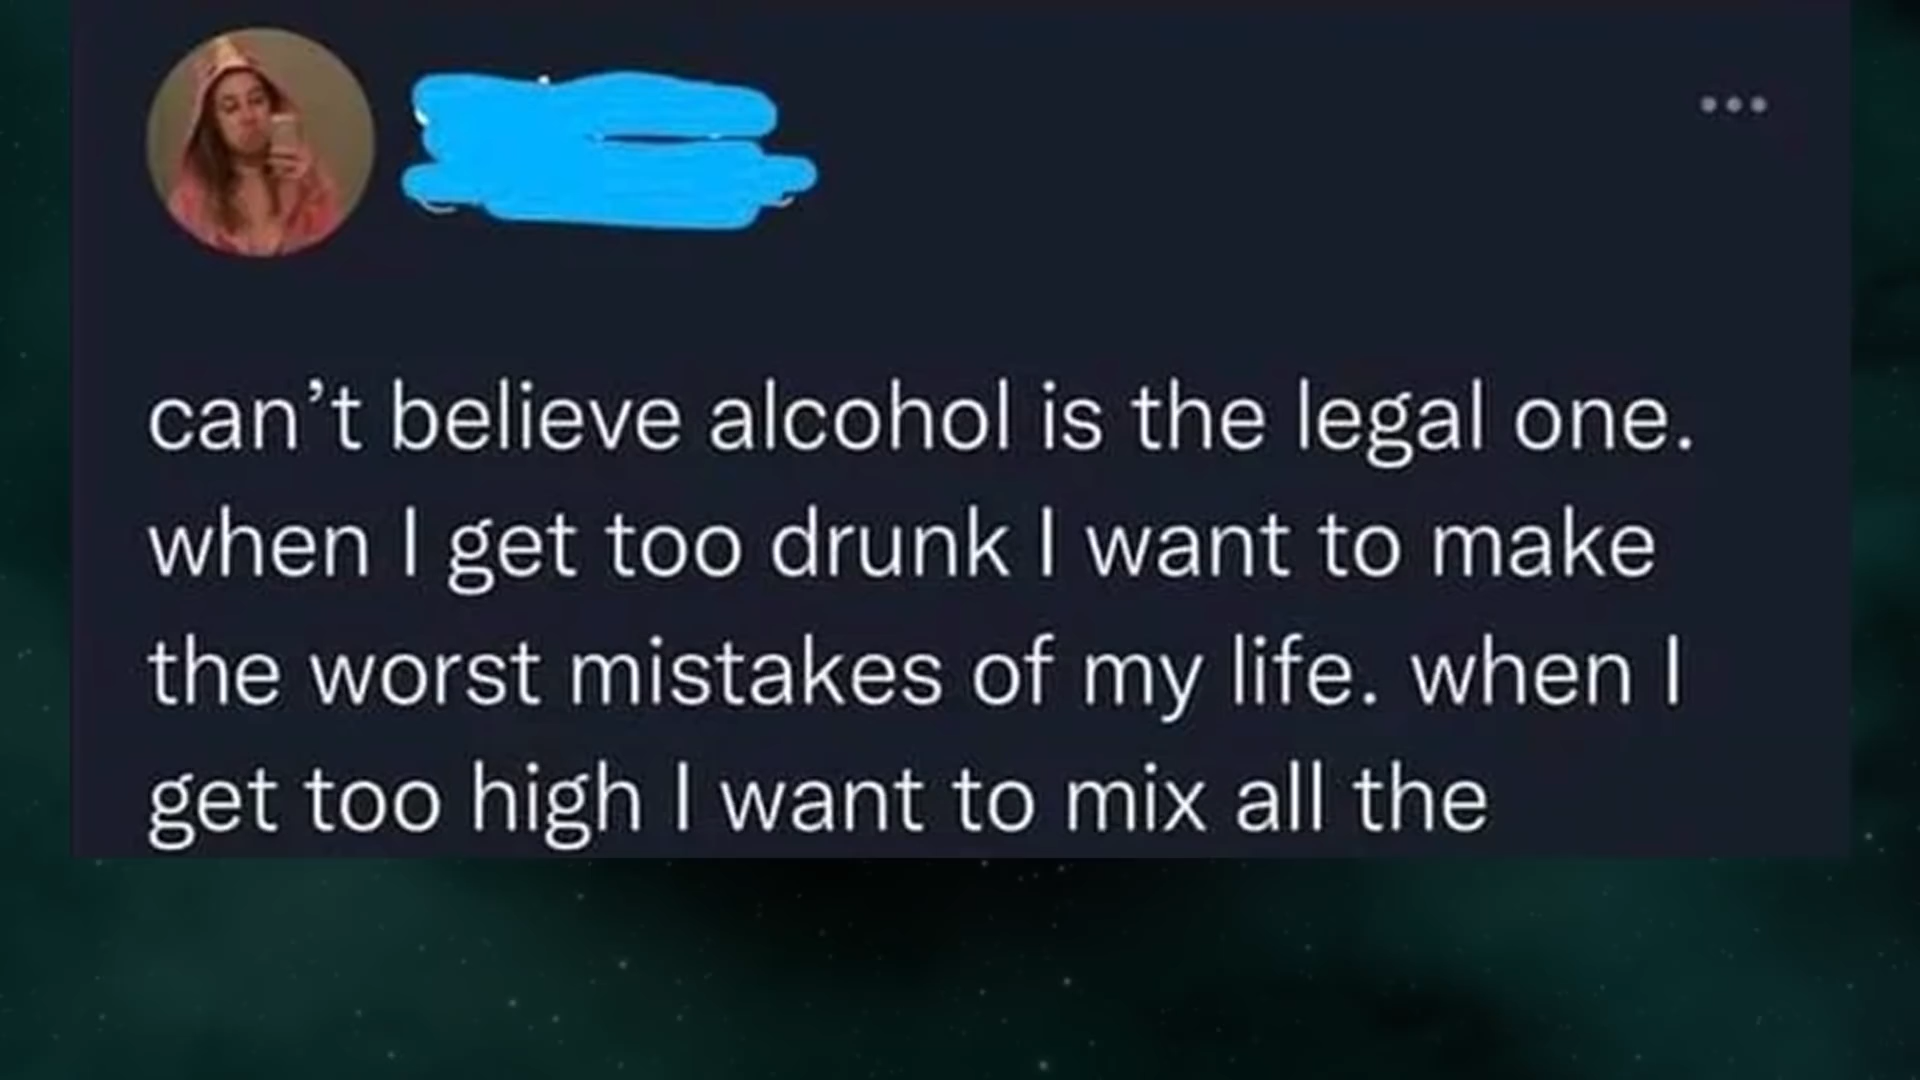 can't believe alcohol is the legal one.
when I get too drunk I want to make
the worst mistakes of my life. when I
get too high I want to mix all the